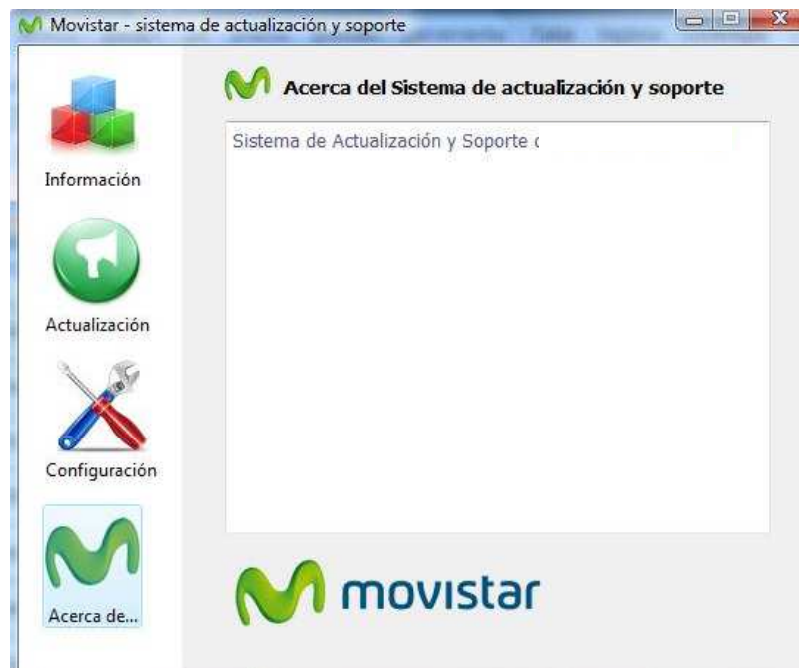 Movistar - sistema de actualización y soporte
Acerca del Sistema de actualización y soporte
Sistema de Actualización y Soporte
Información
Actualización
Configuración
Acerca de...
movistar